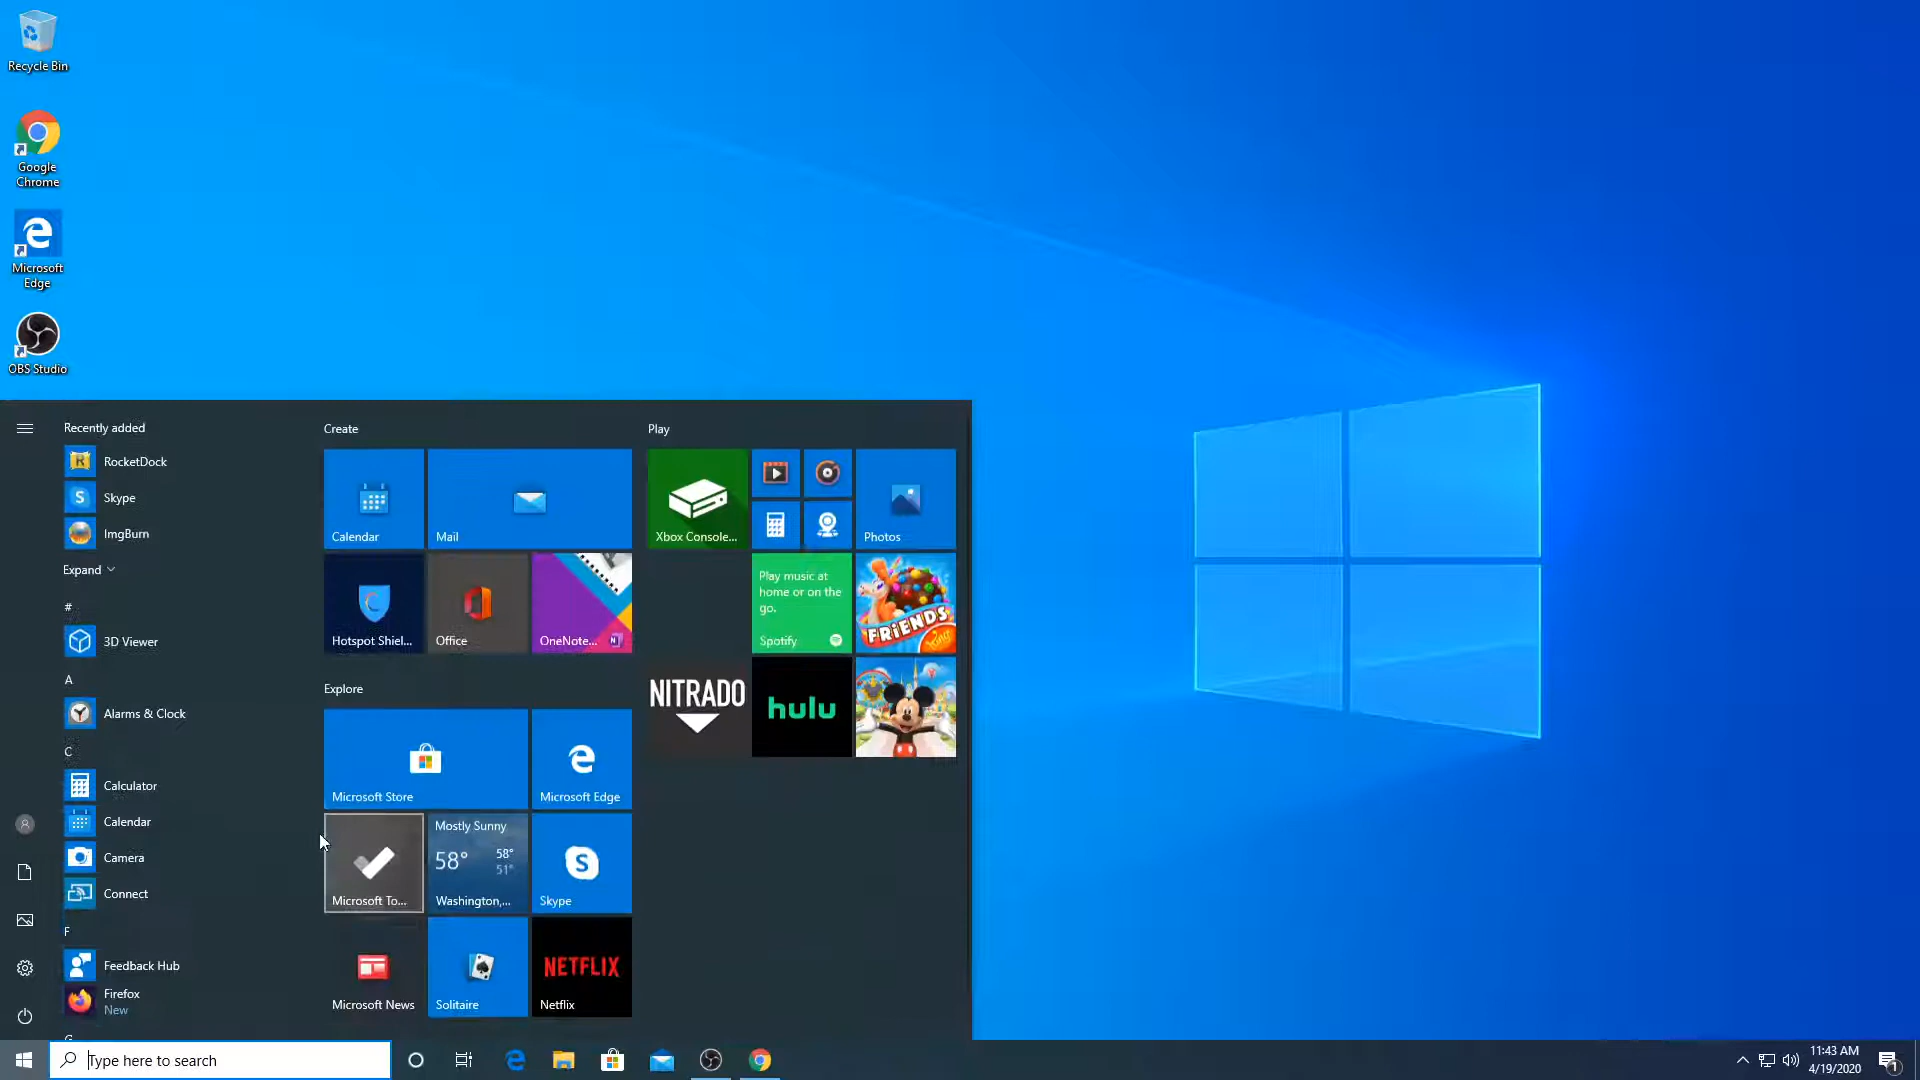 Recycle Bin
Google
Chrome
Microsoft
Edge
OBS Studio
Recently added
RocketDock
Skype
ImgBurn
Expand
#
3D Viewer
A
Alarms & Clock
C
Calculator
Calendar
Camera
Connect
F
Feedback Hub
Firefox
New
Create
Calendar
Mail
Hotspot Shiel...
Office
OneNote...
Explore
Microsoft Store
Microsoft Edge
Microsoft To...
Mostly Sunny
58° 58°
51°
Washington,...
Skype
Microsoft News
Solitaire
NETFLIX
Netflix
Play
Xbox Console...
Photos
Play music at
home or on the
go.
Spotify
FRIENDS
King
NITRADO
hulu
Type here to search
11:43 AM
4/19/2020
1